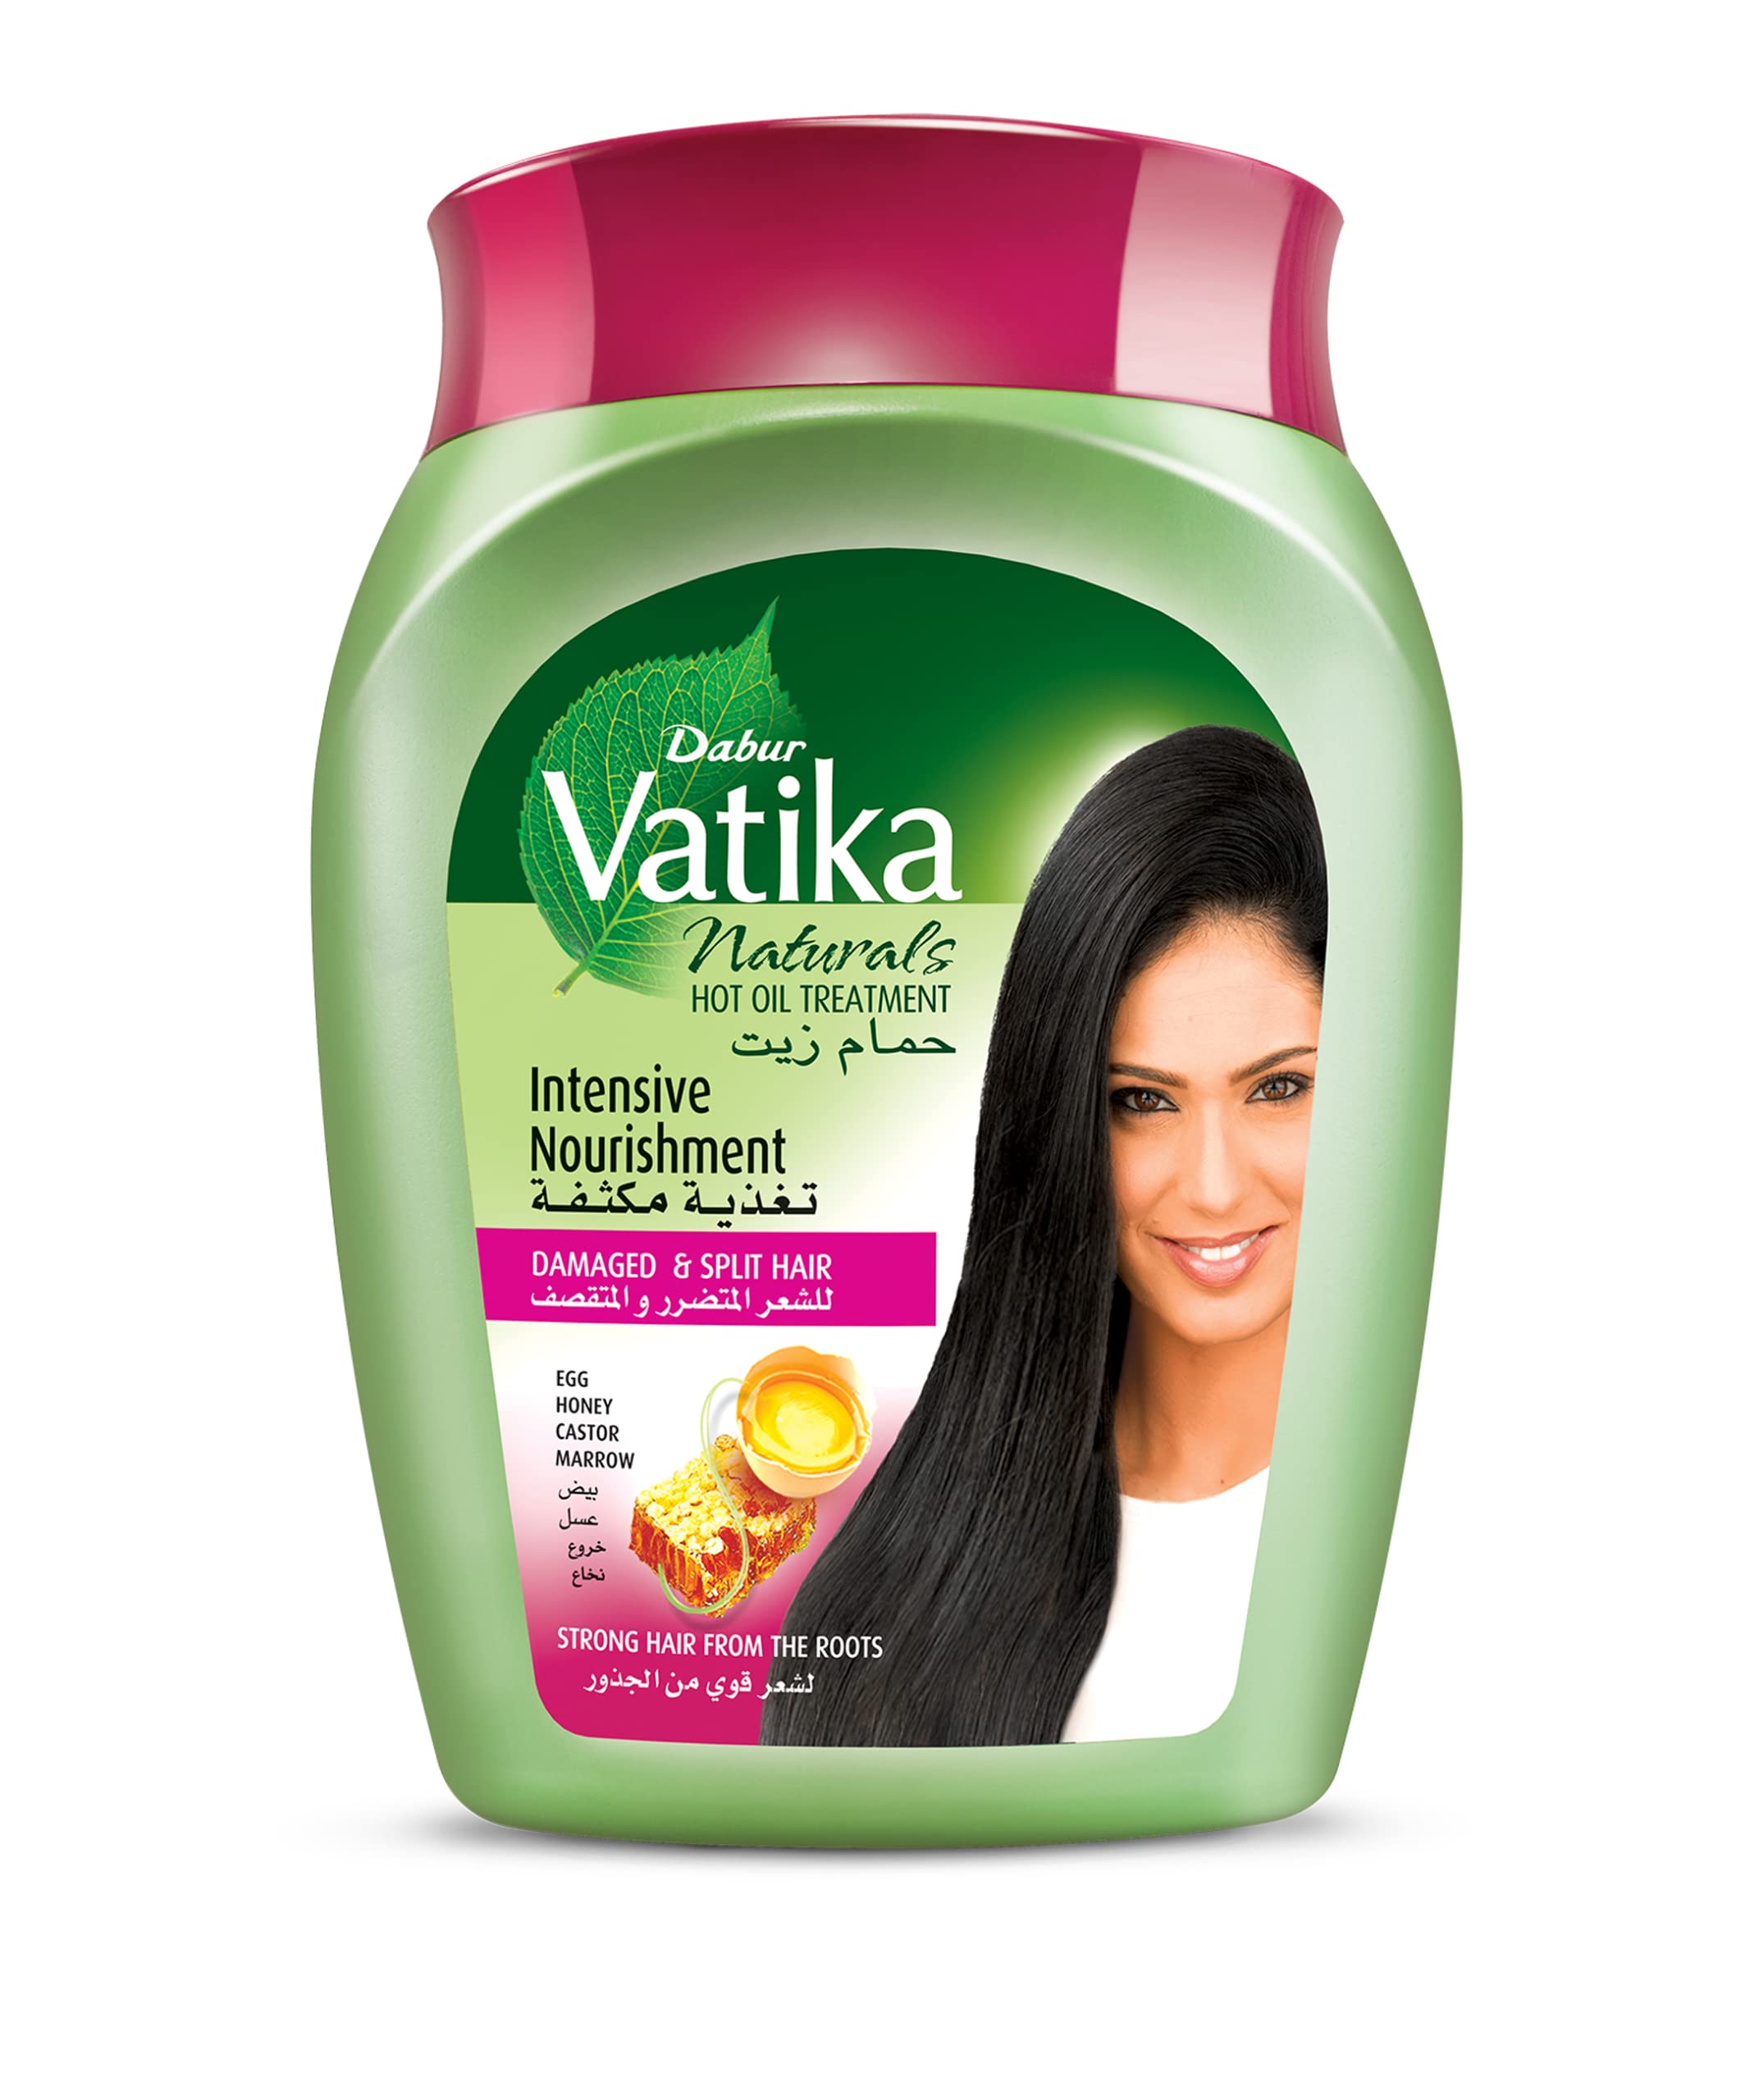 Dabur
Vatika
Naturals
HOT OIL TREATMENT
حمام زيت
Intensive
Nourishment
تغذية مكثفة
DAMAGED & SPLIT HAIR
للشعر المتضرر و المتقصف
EGG
HONEY
CASTOR
MARROW
بيض
عسل
خروع
نخاع
STRONG HAIR FROM THE ROOTS
لشعر قوي من الجذور